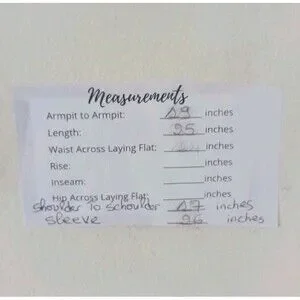 Measurements
Armpit to Armpit: 19 inches
Length: 25 inches
Waist Across Laying Flat: inches
Rise: inches
Inseam: inches
Hip Across Laying Flat: inches
Shoulder to schoulder 17 inches
sleeve 26 inches